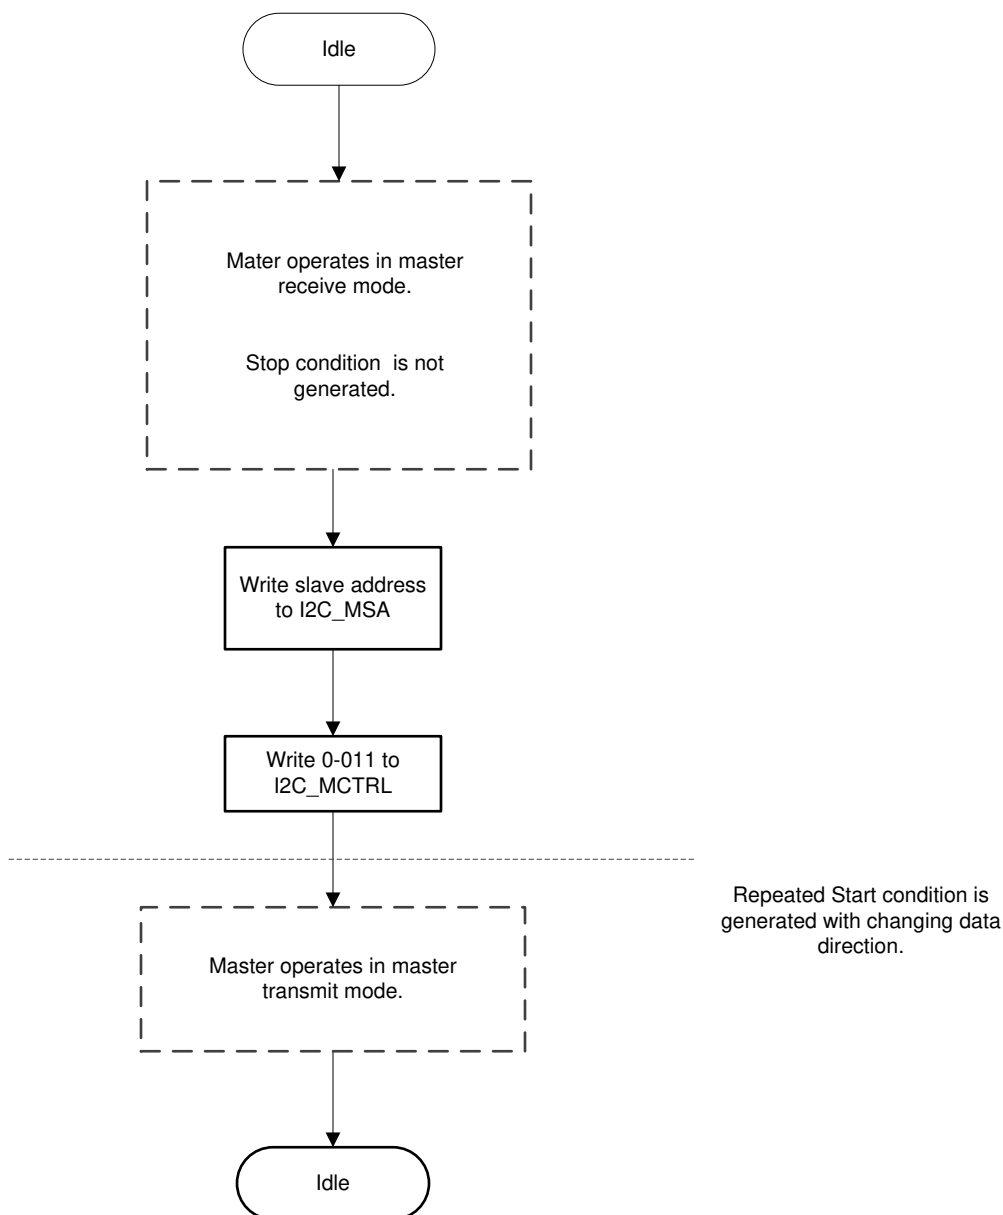 Idle
Mater operates in master
receive mode.
Stop condition  is not
generated.
Write slave address
to I2C_MSA
Write 0-011 to
I2C_MCTRL
Repeated Start condition is
generated with changing data
direction.
Master operates in master
transmit mode.
Idle